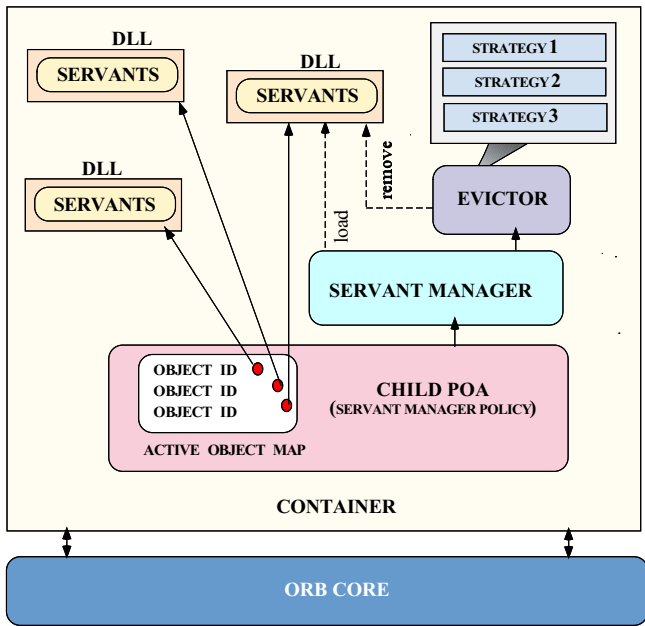 DLL
SERVANTS
DLL
SERVANTS
STRATEGY 1
STRATEGY 2
STRATEGY 3
DLL
SERVANTS
load
remove
EVICTOR
SERVANT MANAGER
OBJECT ID
OBJECT ID
OBJECT ID
CHILD POA
(SERVANT MANAGER POLICY)
ACTIVE OBJECT MAP
CONTAINER
ORB CORE